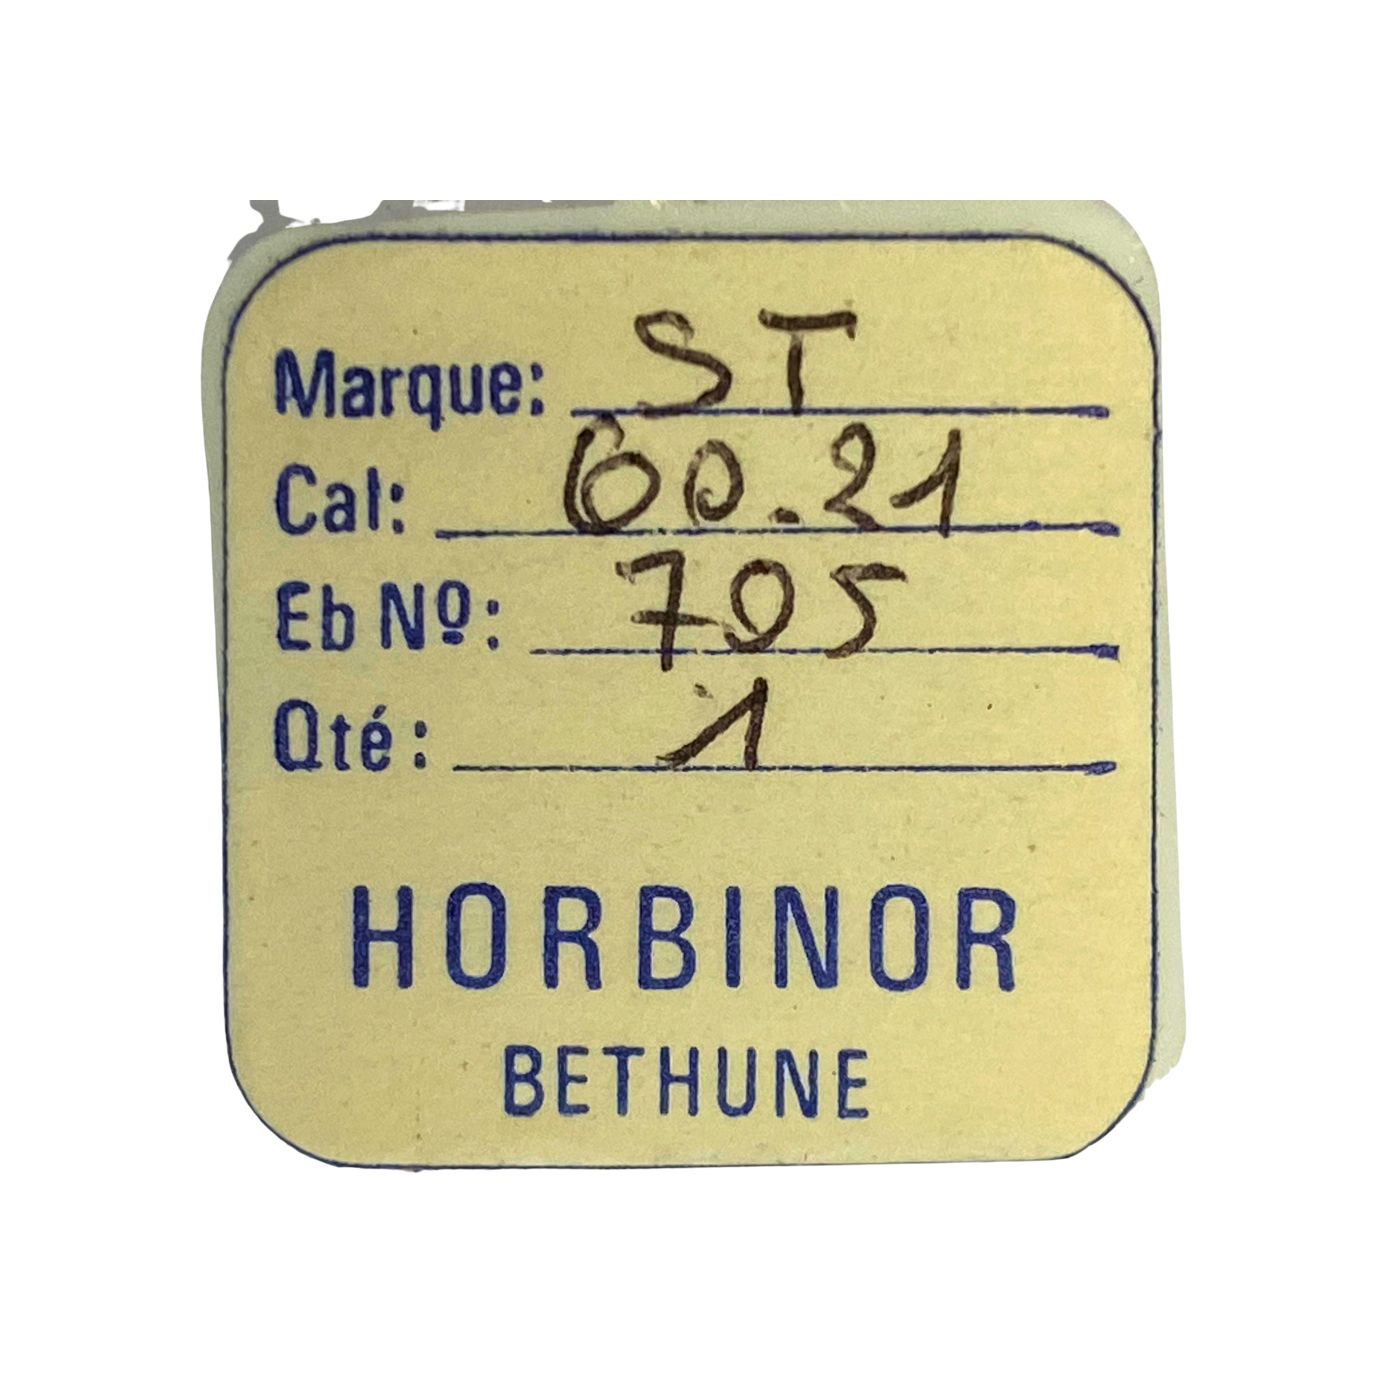 Marque: ST
Cal: 60.21
Eb Nº: 705
Qté: 1
HORBINOR
BETHUNE